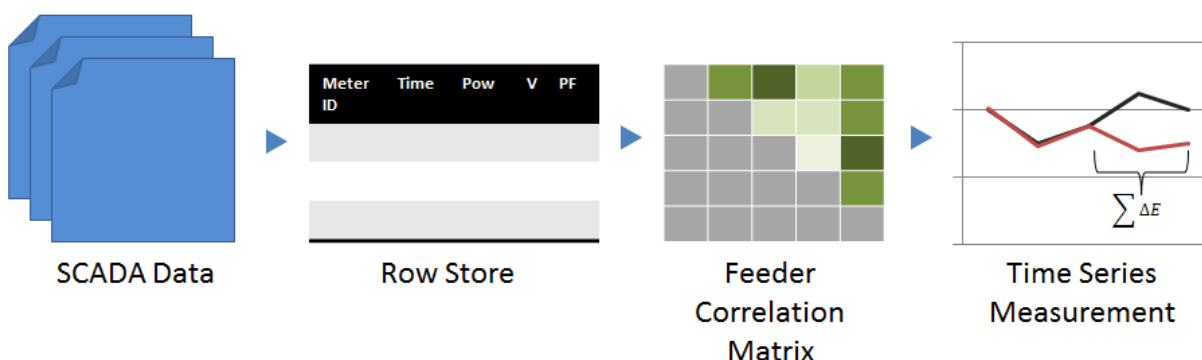 Meter Time Pow V PF
ID
∑ ΔE
SCADA Data
Row Store
Feeder
Correlation
Matrix
Time Series
Measurement